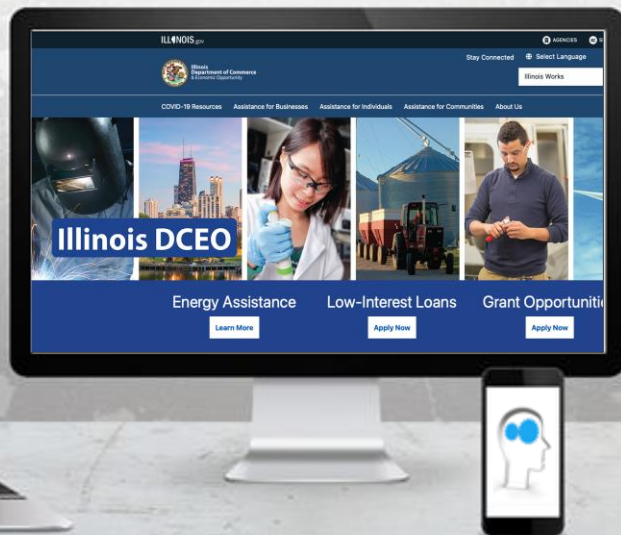 ILLINOIS.gov
AGENCIES
Stay Connected
Select Language
Illinois
Department of Commerce
& Economic Opportunity
Illinois Works
COVID-19 Resources
Assistance for Businesses
Assistance for Individuals
Assistance for Communities
About Us
Illinois DCEO
Energy Assistance
Low-Interest Loans
Grant Opportuniti
Learn More
Apply Now
Apply Now